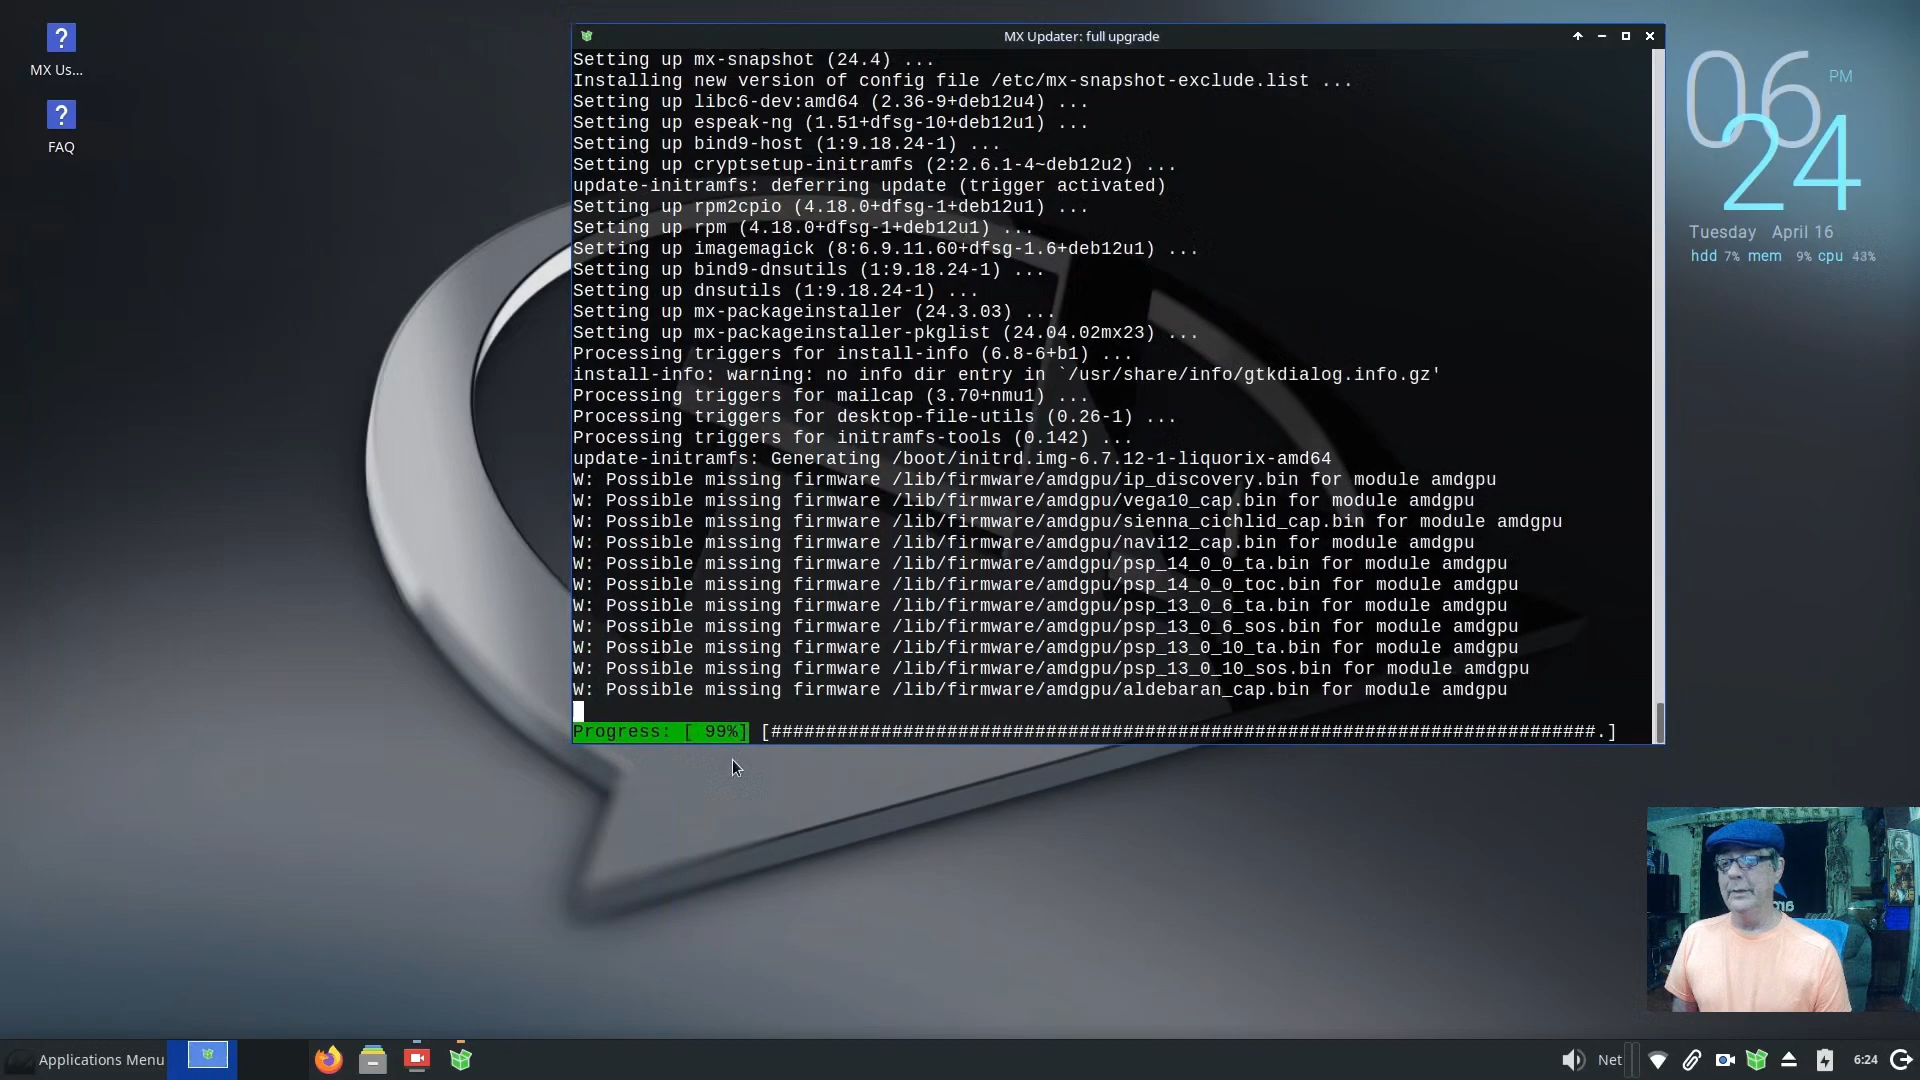 MX Us...
FAQ
MX Updater: full upgrade
Setting up mx-snapshot (24.4) ...
Installing new version of config file /etc/mx-snapshot-exclude.list ...
Setting up libc6-dev:amd64 (2.36-9+deb12u4) ...
Setting up espeak-ng (1.51+dfsg-10+deb12u1) ...
Setting up bind9-host (1:9.18.24-1) ...
Setting up cryptsetup-initramfs (2:2.6.1-4~deb12u2) ...
update-initramfs: deferring update (trigger activated)
Setting up rpm2cpio (4.18.0+dfsg-1+deb12u1) ...
Setting up rpm (4.18.0+dfsg-1+deb12u1) ...
Setting up imagemagick (8:6.9.11.60+dfsg-1.6+deb12u1) ...
Setting up bind9-dnsutils (1:9.18.24-1) ...
Setting up dnsutils (1:9.18.24-1) ...
Setting up mx-packageinstaller (24.3.03) ...
Setting up mx-packageinstaller-pkglist (24.04.02mx23) ...
Processing triggers for install-info (6.8-6+b1) ...
install-info: warning: no info dir entry in `/usr/share/info/gtkdialog.info.gz'
Processing triggers for mailcap (3.70+nmu1) ...
Processing triggers for desktop-file-utils (0.26-1) ...
Processing triggers for initramfs-tools (0.142) ...
update-initramfs: Generating /boot/initrd.img-6.7.12-1-liquorix-amd64
W: Possible missing firmware /lib/firmware/amdgpu/ip_discovery.bin for module amdgpu
W: Possible missing firmware /lib/firmware/amdgpu/vega10_cap.bin for module amdgpu
W: Possible missing firmware /lib/firmware/amdgpu/sienna_cichlid_cap.bin for module amdgpu
W: Possible missing firmware /lib/firmware/amdgpu/navi12_cap.bin for module amdgpu
W: Possible missing firmware /lib/firmware/amdgpu/psp_14_0_0_ta.bin for module amdgpu
W: Possible missing firmware /lib/firmware/amdgpu/psp_14_0_0_toc.bin for module amdgpu
W: Possible missing firmware /lib/firmware/amdgpu/psp_13_0_6_ta.bin for module amdgpu
W: Possible missing firmware /lib/firmware/amdgpu/psp_13_0_6_sos.bin for module amdgpu
W: Possible missing firmware /lib/firmware/amdgpu/psp_13_0_10_ta.bin for module amdgpu
W: Possible missing firmware /lib/firmware/amdgpu/psp_13_0_10_sos.bin for module amdgpu
W: Possible missing firmware /lib/firmware/amdgpu/aldebaran_cap.bin for module amdgpu
Progress: [ 99%] [###########################################################################.]
06 PM
24
Tuesday April 16
hdd 7% mem 9% cpu 43%
Applications Menu
Net
6:24